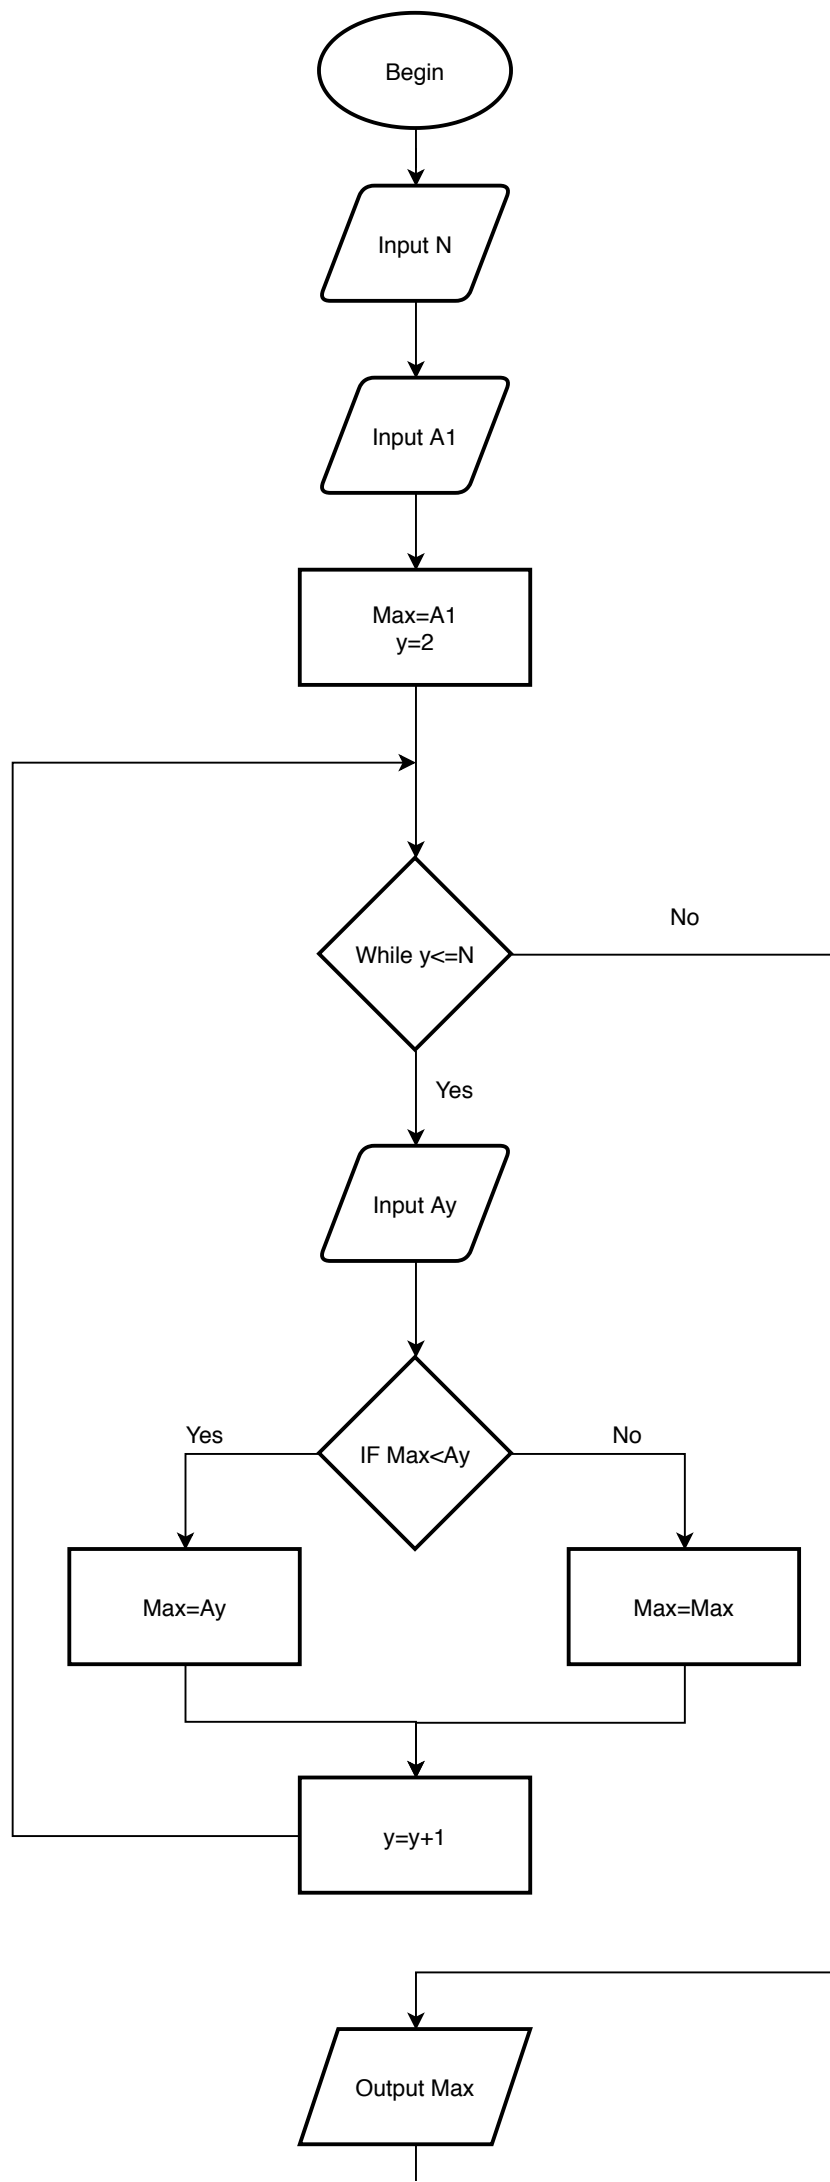 Begin
Input N
Input A1
Max=A1
y=2
While y<=N
No
Yes
Input Ay
IF Max<Ay
Yes
No
Max=Ay
Max=Max
y=y+1
Output Max